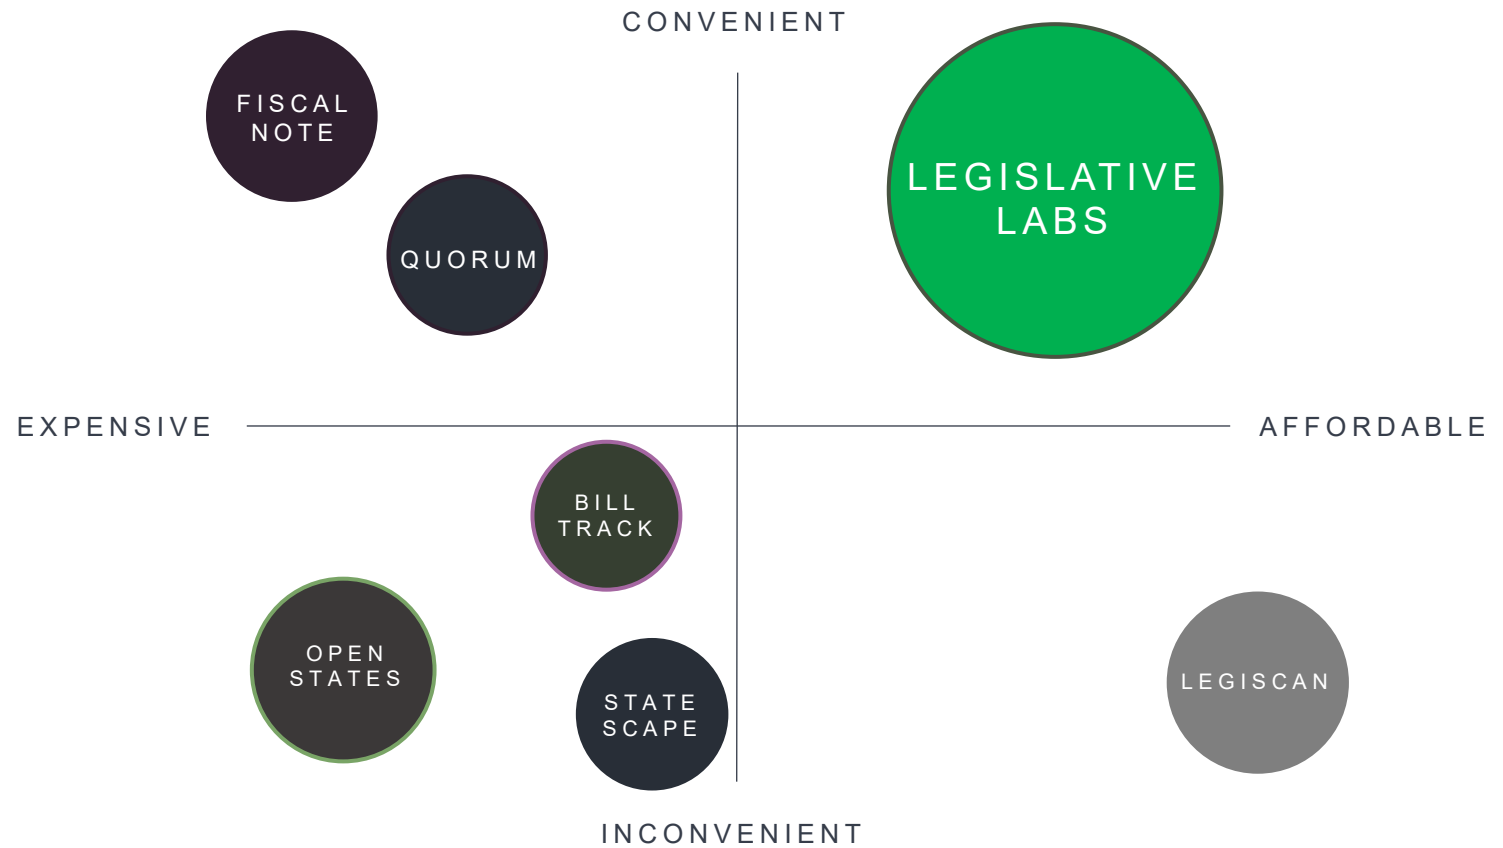 CONVENIENT
FISCAL
NOTE
LEGISLATIVE
LABS
QUORUM
EXPENSIVE
AFFORDABLE
BILL
TRACK
OPEN
STATES
STATE
SCAPE
LEGISCAN
INCONVENIENT